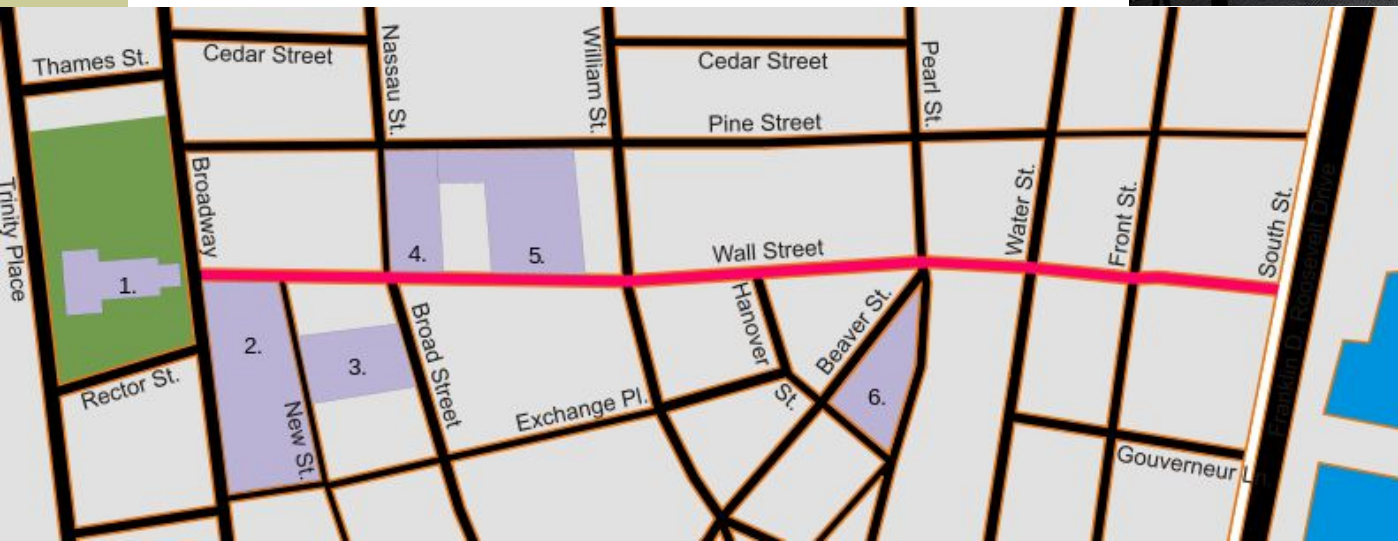 Thames St.
Cedar Street
Nassau St.
William St.
Cedar Street
Pearl St.
Pine Street
Trinity Place
Broadway
Water St.
Front St.
South St.
Franklin D. Roosevelt Drive
Wall Street
1.
4.
5.
2.
3.
6.
Hanover
St.
Beaver St.
Broad Street
Rector St.
New St.
Exchange Pl.
Gouverneur Ln.